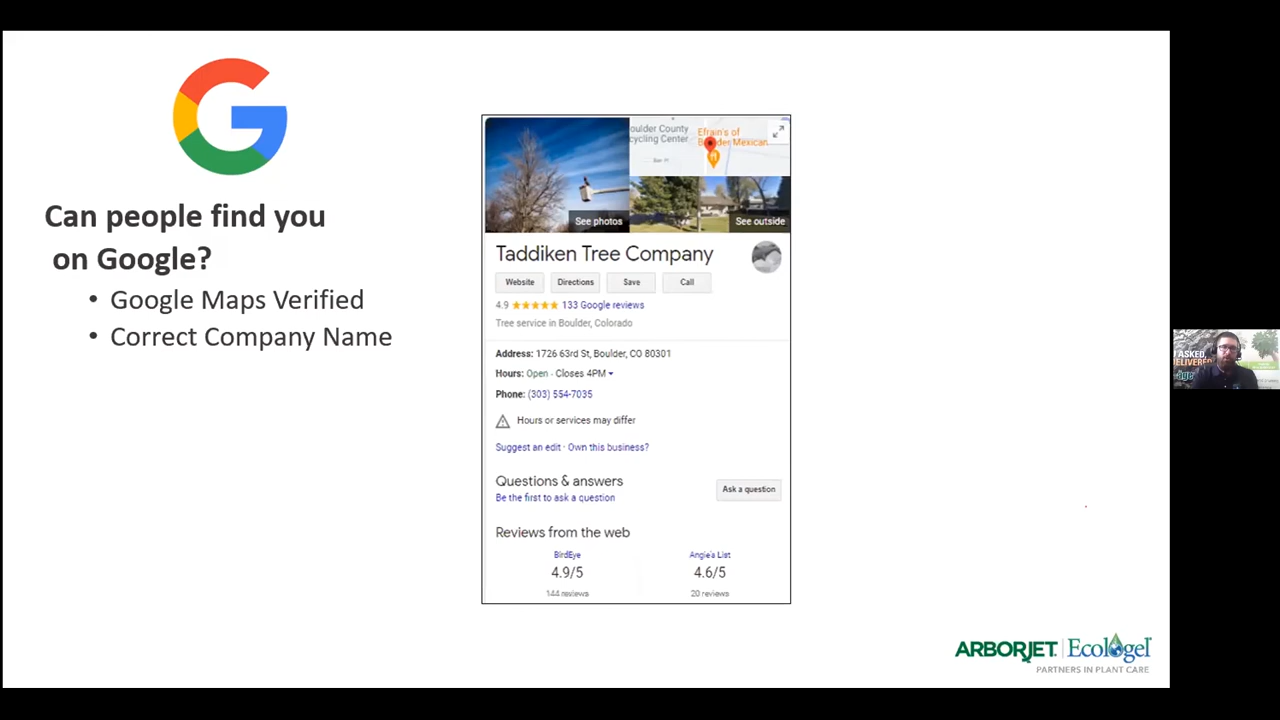 Can people find you
on Google?
• Google Maps Verified
• Correct Company Name
oulder County
cycling Center
Efrain's of
See photos
See outside
Taddiken Tree Company
Website Directions Save Call
4.9 133 Google reviews
Tree service in Boulder, Colorado
Address: 1726 63rd St, Boulder, CO 80301
Hours: Open · Closes 4PM
Phone: (303) 554-7035
Hours or services may differ
Suggest an edit · Own this business?
Questions & answers
Be the first to ask a question
Ask a question
Reviews from the web
BirdEye Angie's List
4.9/5 4.6/5
144 reviews 20 reviews
ASKED,
ELIVERED
ARBORJET Ecologel
PARTNERS IN PLANT CARE